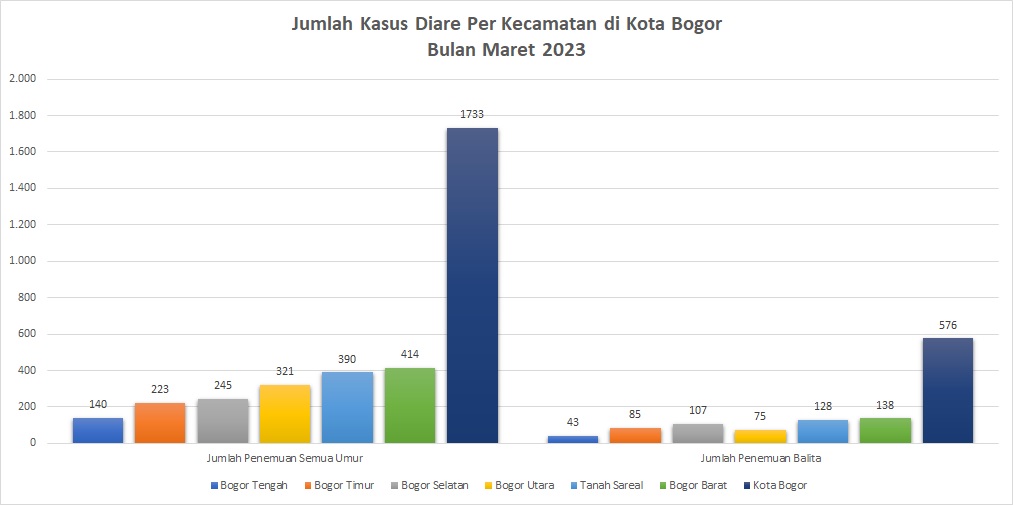 Jumlah Kasus Diare Per Kecamatan di Kota Bogor
Bulan Maret 2023
2.000
1.800
1.600
1.400
1.200
1.000
800
600
400
200
0
140
223
245
321
390
414
1733
43
85
107
75
128
138
576
Jumlah Penemuan Semua Umur
Jumlah Penemuan Balita
Bogor Tengah
Bogor Timur
Bogor Selatan
Bogor Utara
Tanah Sareal
Bogor Barat
Kota Bogor